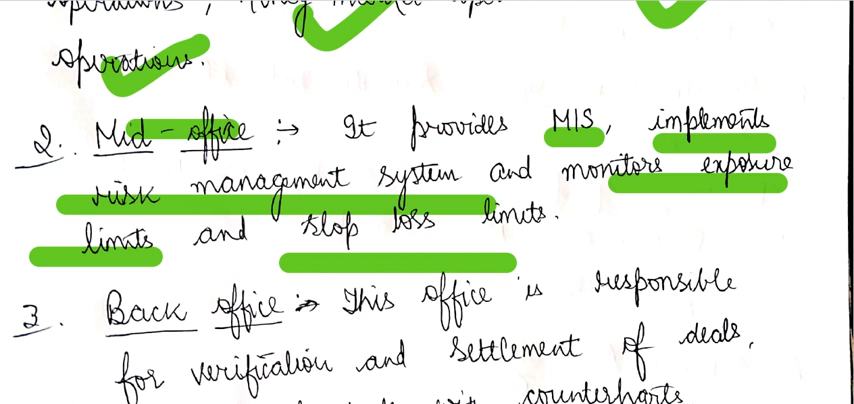 operations.
2. Mid - office :→ It provides MIS, implements
risk management system and monitors exposure
limits and stop loss limits.
3. Back office :→ This office is responsible
for verification and settlement of deals,
counterparts